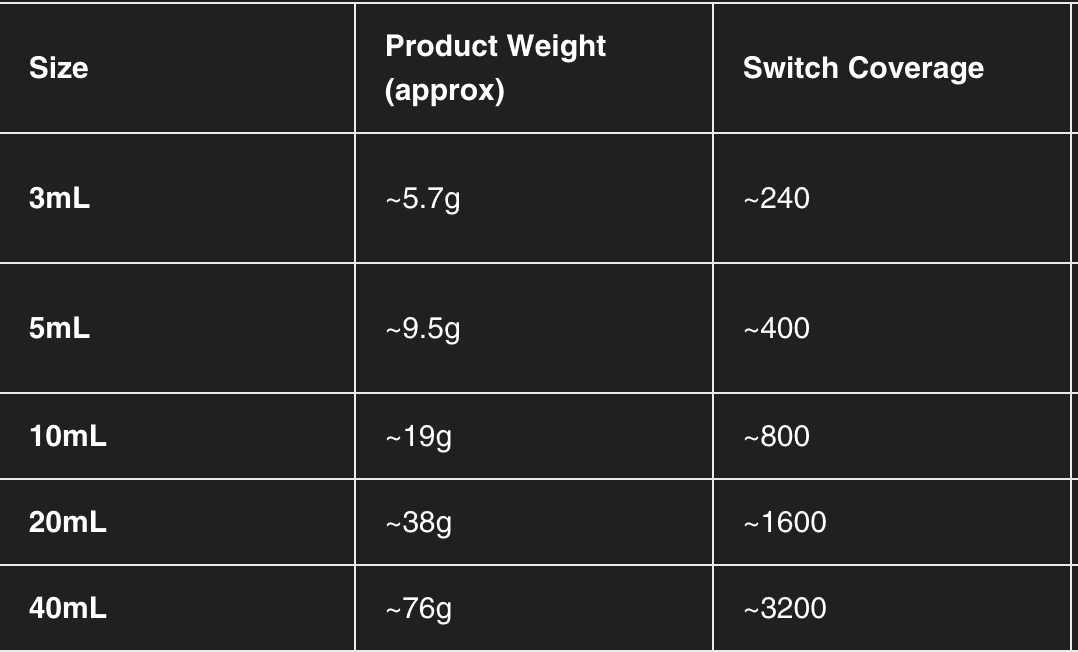 Size
Product Weight
(approx)
Switch Coverage
3mL
~5.7g
~240
5mL
~9.5g
~400
10mL
~19g
~800
20mL
~38g
~1600
40mL
~76g
~3200